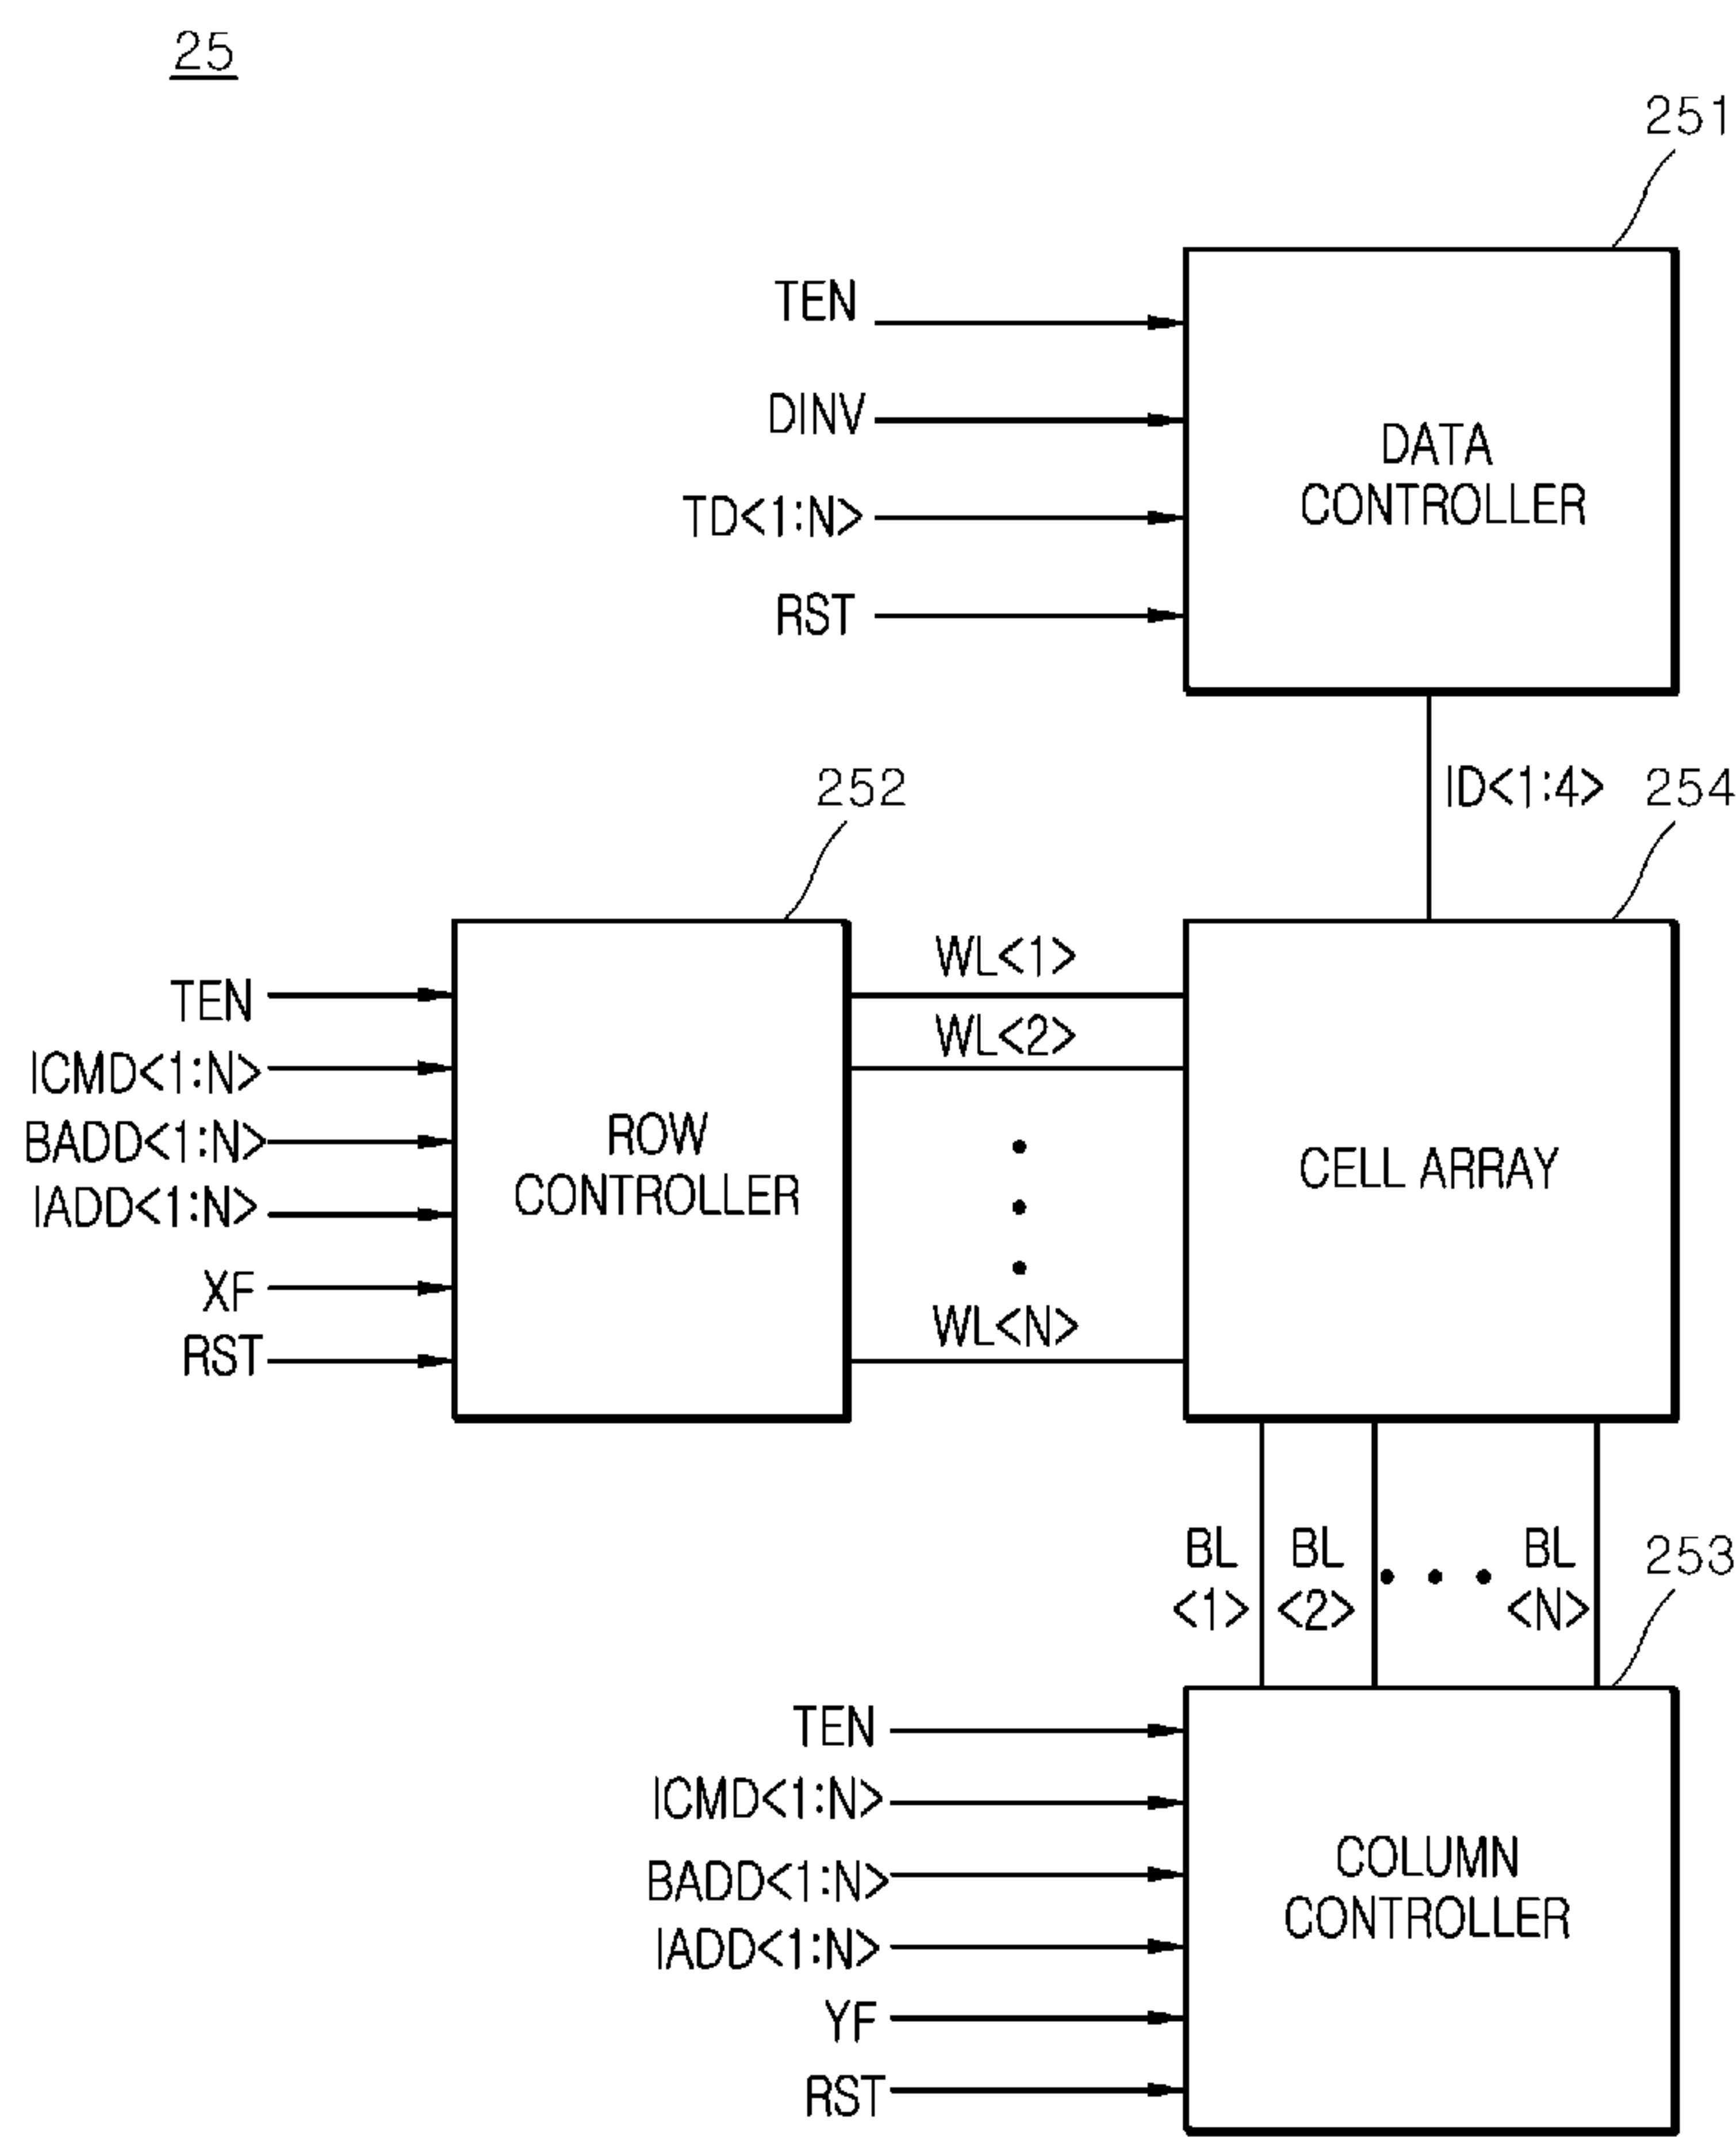 25
251
TEN
DINV
TD<1:N>
RST
DATA
CONTROLLER
ID<1:4>
252
254
TEN
ICMD<1:N>
BADD<1:N>
IADD<1:N>
XF
RST
ROW
CONTROLLER
WL<1>
WL<2>
WL<N>
CELL ARRAY
BL
<1>
BL
<2>
BL
<N>
253
TEN
ICMD<1:N>
BADD<1:N>
IADD<1:N>
YF
RST
COLUMN
CONTROLLER